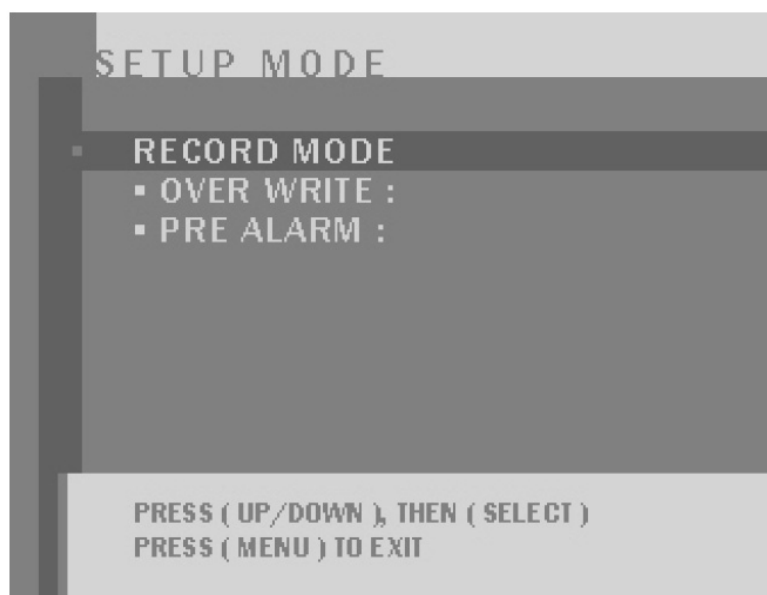 SETUP MODE
RECORD MODE
▪ OVER WRITE :
▪ PRE ALARM :
PRESS ( UP/DOWN ), THEN ( SELECT )
PRESS ( MENU ) TO EXIT